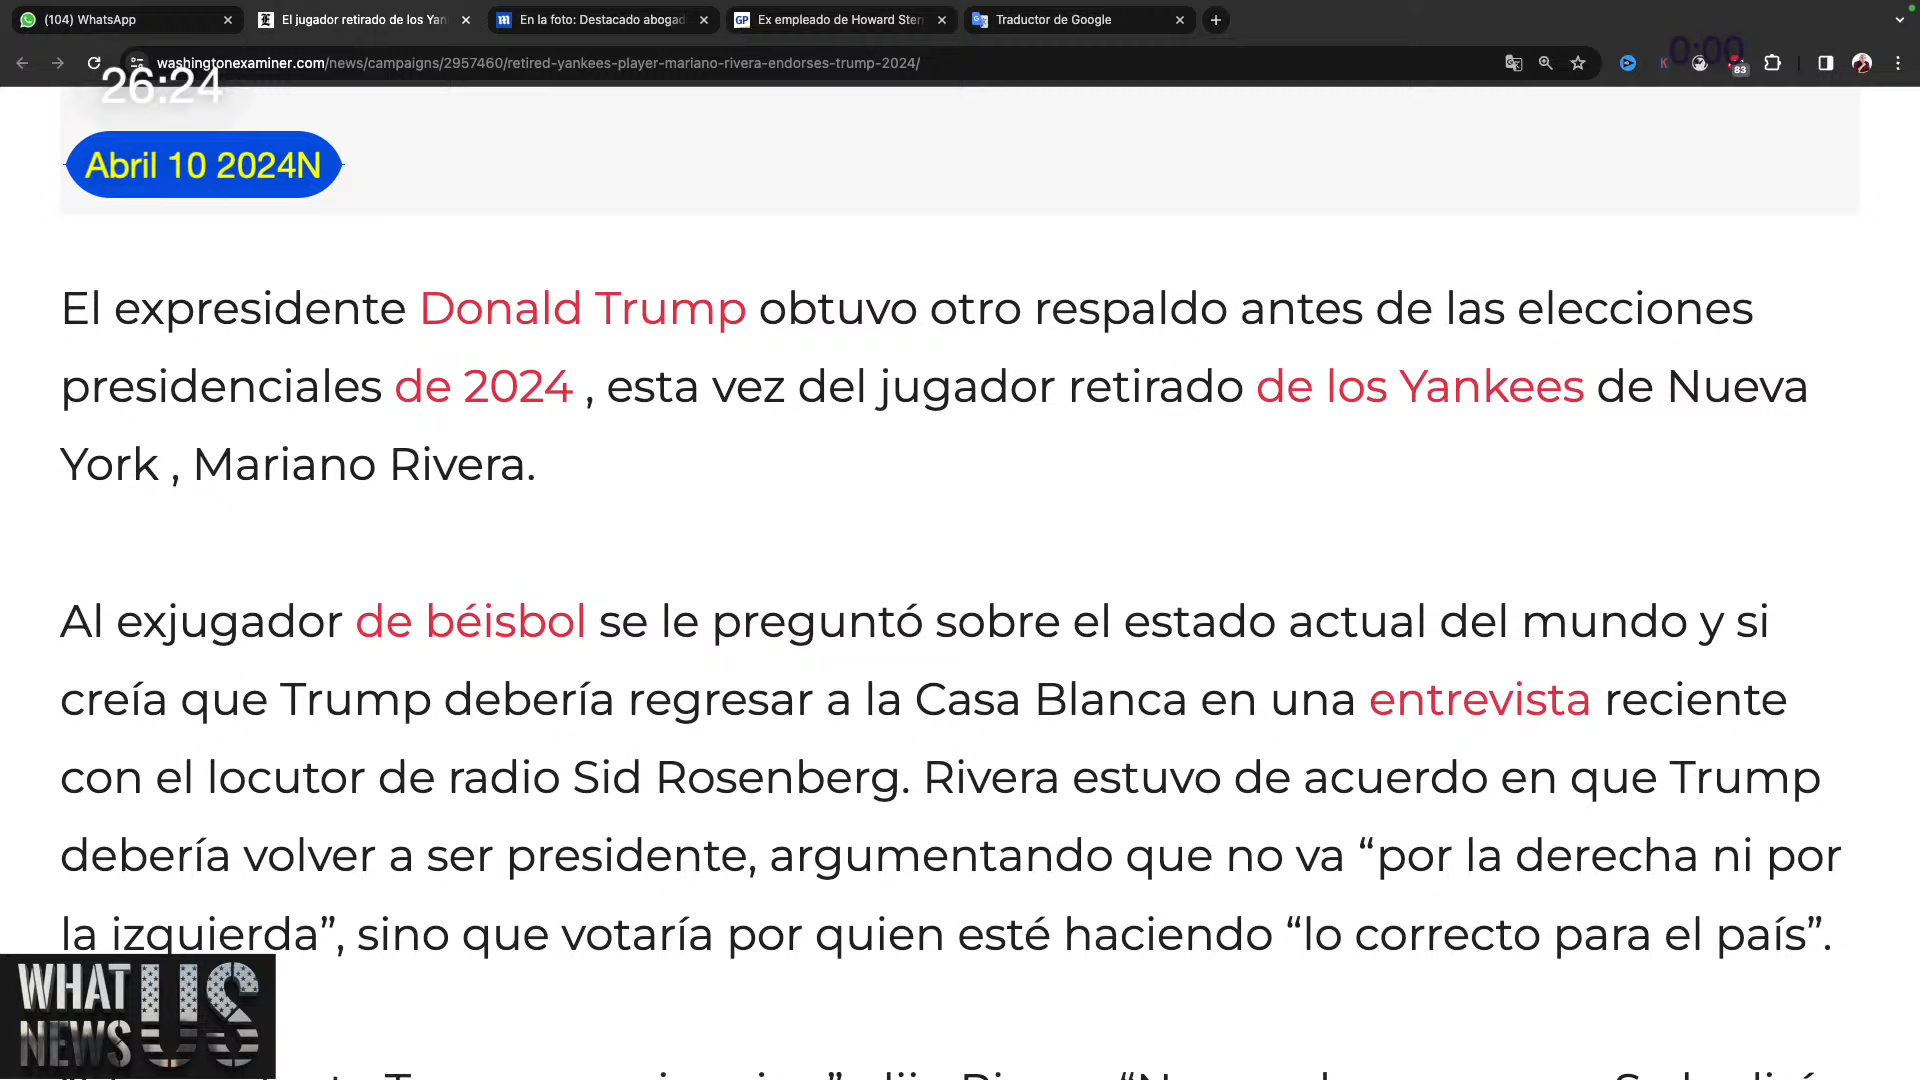 (104) WhatsApp
El jugador retirado de los Yan
En la foto: Destacado abogad
GP Ex empleado de Howard Ster
Traductor de Google
washingtonexaminer.com/news/campaigns/2957460/retired-yankees-player-mariano-rivera-endorses-trump-2024/
0:00
83
26:24
Abril 10 2024N
El expresidente Donald Trump obtuvo otro respaldo antes de las elecciones
presidenciales de 2024 , esta vez del jugador retirado de los Yankees de Nueva
York , Mariano Rivera.
Al exjugador de béisbol se le preguntó sobre el estado actual del mundo y si
creía que Trump debería regresar a la Casa Blanca en una entrevista reciente
con el locutor de radio Sid Rosenberg. Rivera estuvo de acuerdo en que Trump
debería volver a ser presidente, argumentando que no va “por la derecha ni por
la izquierda”, sino que votaría por quien esté haciendo “lo correcto para el país”.
WHAT
NEWS
US